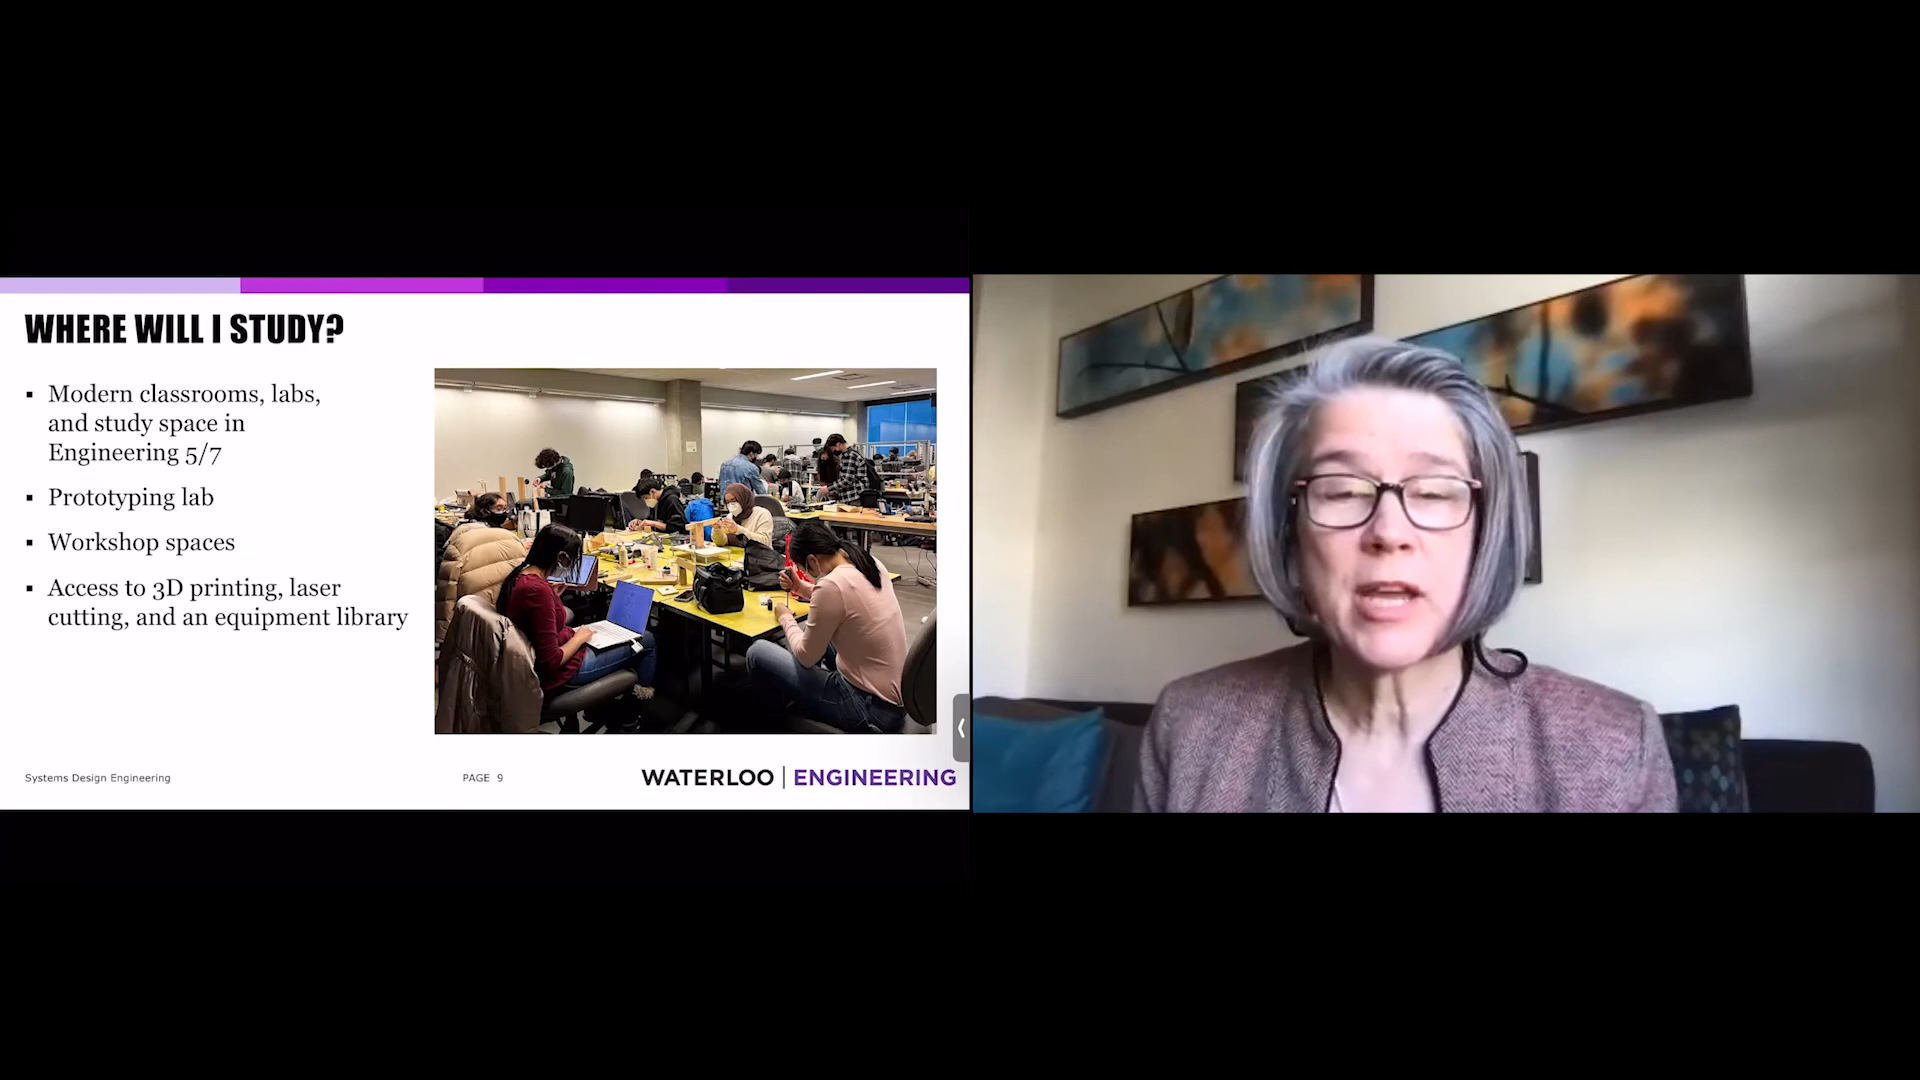 WHERE WILL I STUDY?
▪ Modern classrooms, labs,
and study space in
Engineering 5/7
▪ Prototyping lab
▪ Workshop spaces
▪ Access to 3D printing, laser
cutting, and an equipment library
Systems Design Engineering
PAGE 9
WATERLOO | ENGINEERING